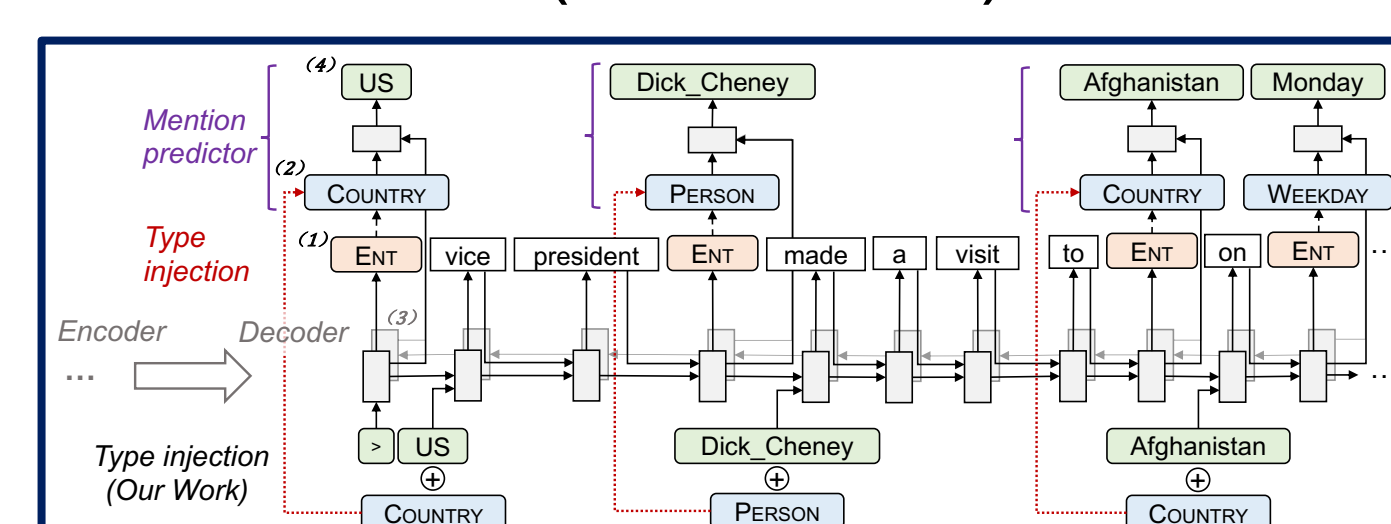 (4) US
Dick_Cheney
Afghanistan
Monday
Mention
predictor
(2) COUNTRY
PERSON
COUNTRY
WEEKDAY
Type
injection
(1) ENT
vice
president
ENT
made
a
visit
to
ENT
on
ENT
..
Encoder
Decoder
(3)
...
..
Type injection
(Our Work)
>
US
Dick_Cheney
Afghanistan
+
+
+
COUNTRY
PERSON
COUNTRY